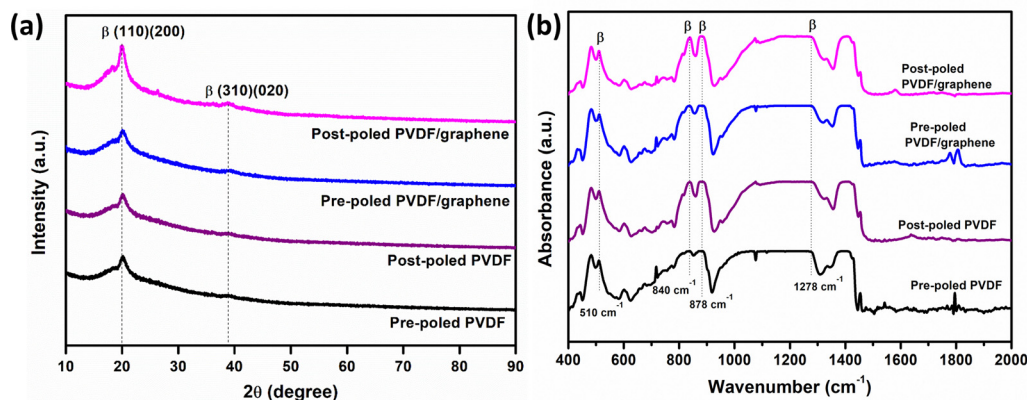 (a)
β (110)(200)
β (310)(020)
Post-poled PVDF/graphene
Pre-poled PVDF/graphene
Post-poled PVDF
Pre-poled PVDF
Intensity (a.u.)
10 20 30 40 50 60 70 80 90
2θ (degree)
(b)
β β β β
Post-poled
PVDF/graphene
Pre-poled
PVDF/graphene
Post-poled PVDF
Pre-poled PVDF
510 cm⁻¹
840 cm⁻¹
878 cm⁻¹
1278 cm⁻¹
Absorbance (a.u.)
400 600 800 1000 1200 1400 1600 1800 2000
Wavenumber (cm⁻¹)